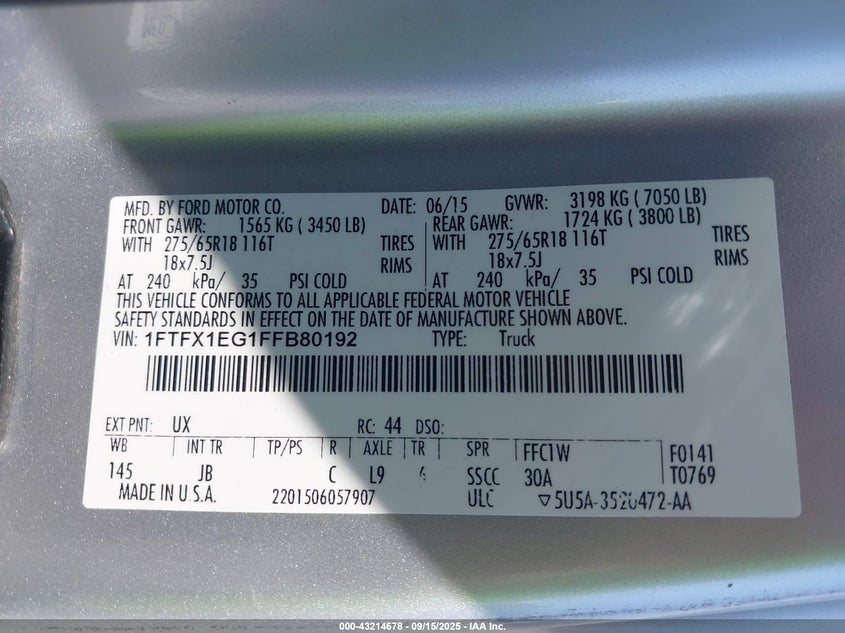 MFD. BY FORD MOTOR CO. DATE: 06/15 GVWR: 3198 KG ( 7050 LB)
FRONT GAWR: 1565 KG ( 3450 LB) REAR GAWR: 1724 KG ( 3800 LB)
WITH 275/65R18 116T TIRES WITH 275/65R18 116T TIRES
18x7.5J RIMS 18x7.5J RIMS
AT 240 kPa/ 35 PSI COLD AT 240 kPa/ 35 PSI COLD
THIS VEHICLE CONFORMS TO ALL APPLICABLE FEDERAL MOTOR VEHICLE
SAFETY STANDARDS IN EFFECT ON THE DATE OF MANUFACTURE SHOWN ABOVE.
VIN: 1FTFX1EG1FFB80192 TYPE: Truck
EXT PNT: UX RC: 44 DSO:
WB INT TR TP/PS R AXLE TR SPR FFC1W F0141
145 JB C L9 6 SSCC 30A T0769
MADE IN U.S.A. 2201506057907 ULC 5U5A-3520472-AA
000-43214678 - 09/15/2025 - IAA Inc.